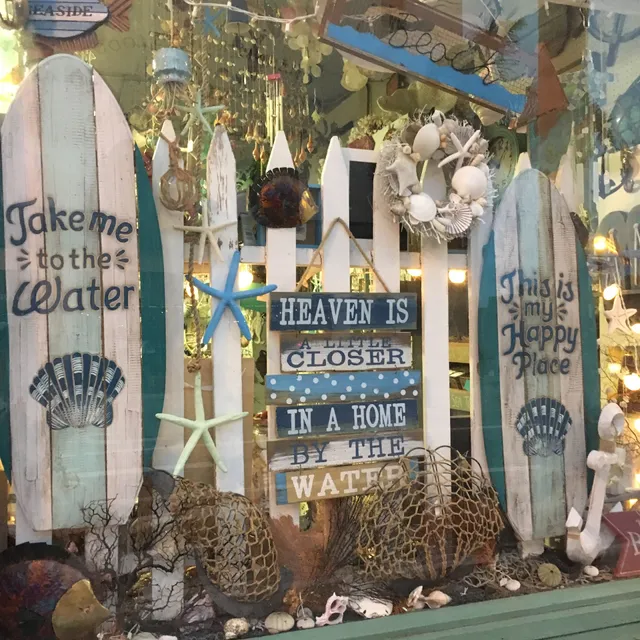 SEASIDE
beach
Take me
to the
Water
HEAVEN IS
A LITTLE
CLOSER
IN A HOME
BY THE
WATER
This is
my
Happy
Place